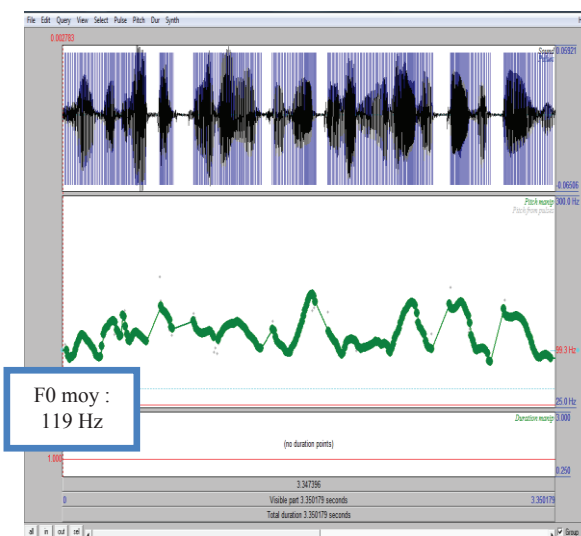 File Edit Query View Select Pulse Pitch Dur Synth
0.002783
Sound 0.05921
Pulses
-0.06506
Pitch manip 300.0 Hz
Pitch from pulses
99.3 Hz
25.0 Hz
F0 moy :
119 Hz
Duration manip 3.000
(no duration points)
1.000
0.250
3.347396
0 Visible part 3.350179 seconds 3.350179
Total duration 3.350179 seconds
all in out sel Group